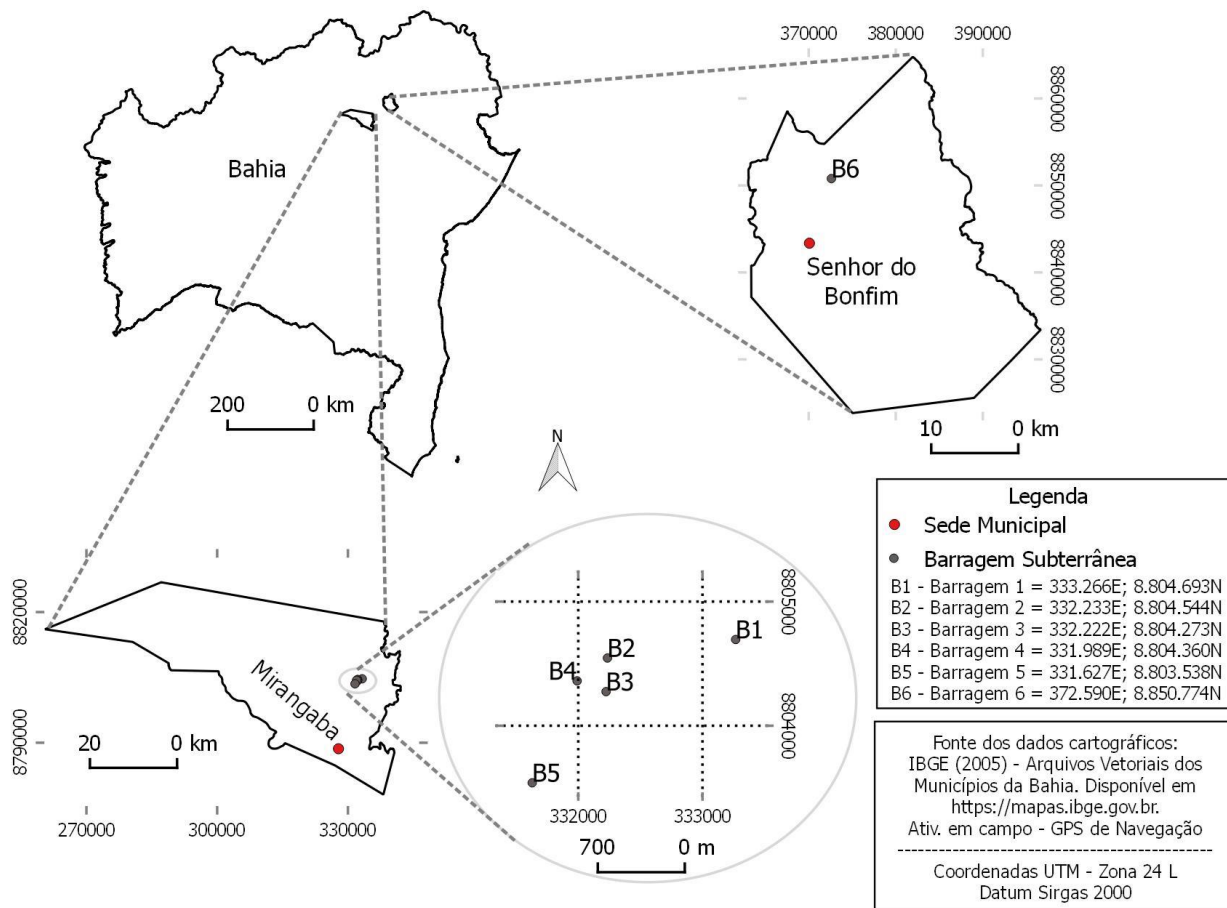 370000 380000 390000
8860000
8850000
8840000
8830000
Bahia
B6
Senhor do
Bonfim
200 0 km
10 0 km
N
8820000
8790000
Mirangaba
20 0 km
270000 300000 330000
8805000
8804000
B1
B2
B4
B3
B5
332000 333000
700 0 m
Legenda
Sede Municipal
Barragem Subterrânea
B1 - Barragem 1 = 333.266E; 8.804.693N
B2 - Barragem 2 = 332.233E; 8.804.544N
B3 - Barragem 3 = 332.222E; 8.804.273N
B4 - Barragem 4 = 331.989E; 8.804.360N
B5 - Barragem 5 = 331.627E; 8.803.538N
B6 - Barragem 6 = 372.590E; 8.850.774N
Fonte dos dados cartográficos:
IBGE (2005) - Arquivos Vetoriais dos
Municípios da Bahia. Disponível em
https://mapas.ibge.gov.br.
Ativ. em campo - GPS de Navegação
--------------------------------------------
Coordenadas UTM - Zona 24 L
Datum Sirgas 2000